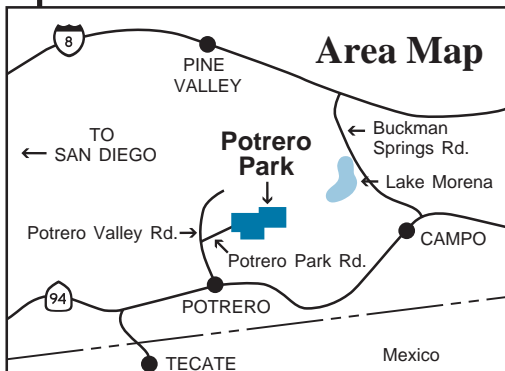 8
Area Map
PINE
VALLEY
TO
SAN DIEGO
Buckman
Springs Rd.
Potrero
Park
Lake Morena
Potrero Valley Rd.
CAMPO
Potrero Park Rd.
94
POTRERO
Mexico
TECATE